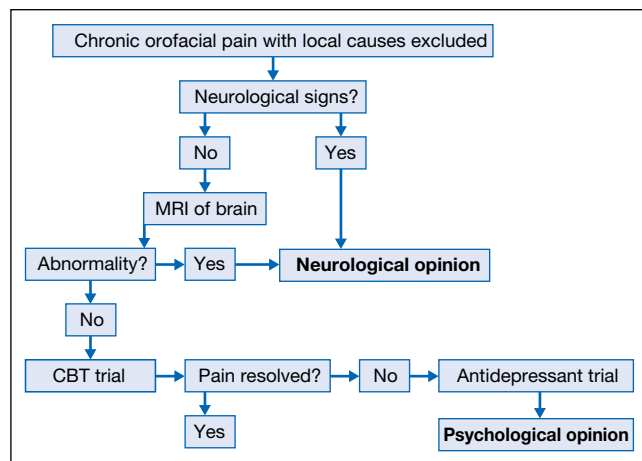 Chronic orofacial pain with local causes excluded
Neurological signs?
No
Yes
MRI of brain
Abnormality?
Yes
Neurological opinion
No
CBT trial
Pain resolved?
No
Antidepressant trial
Yes
Psychological opinion